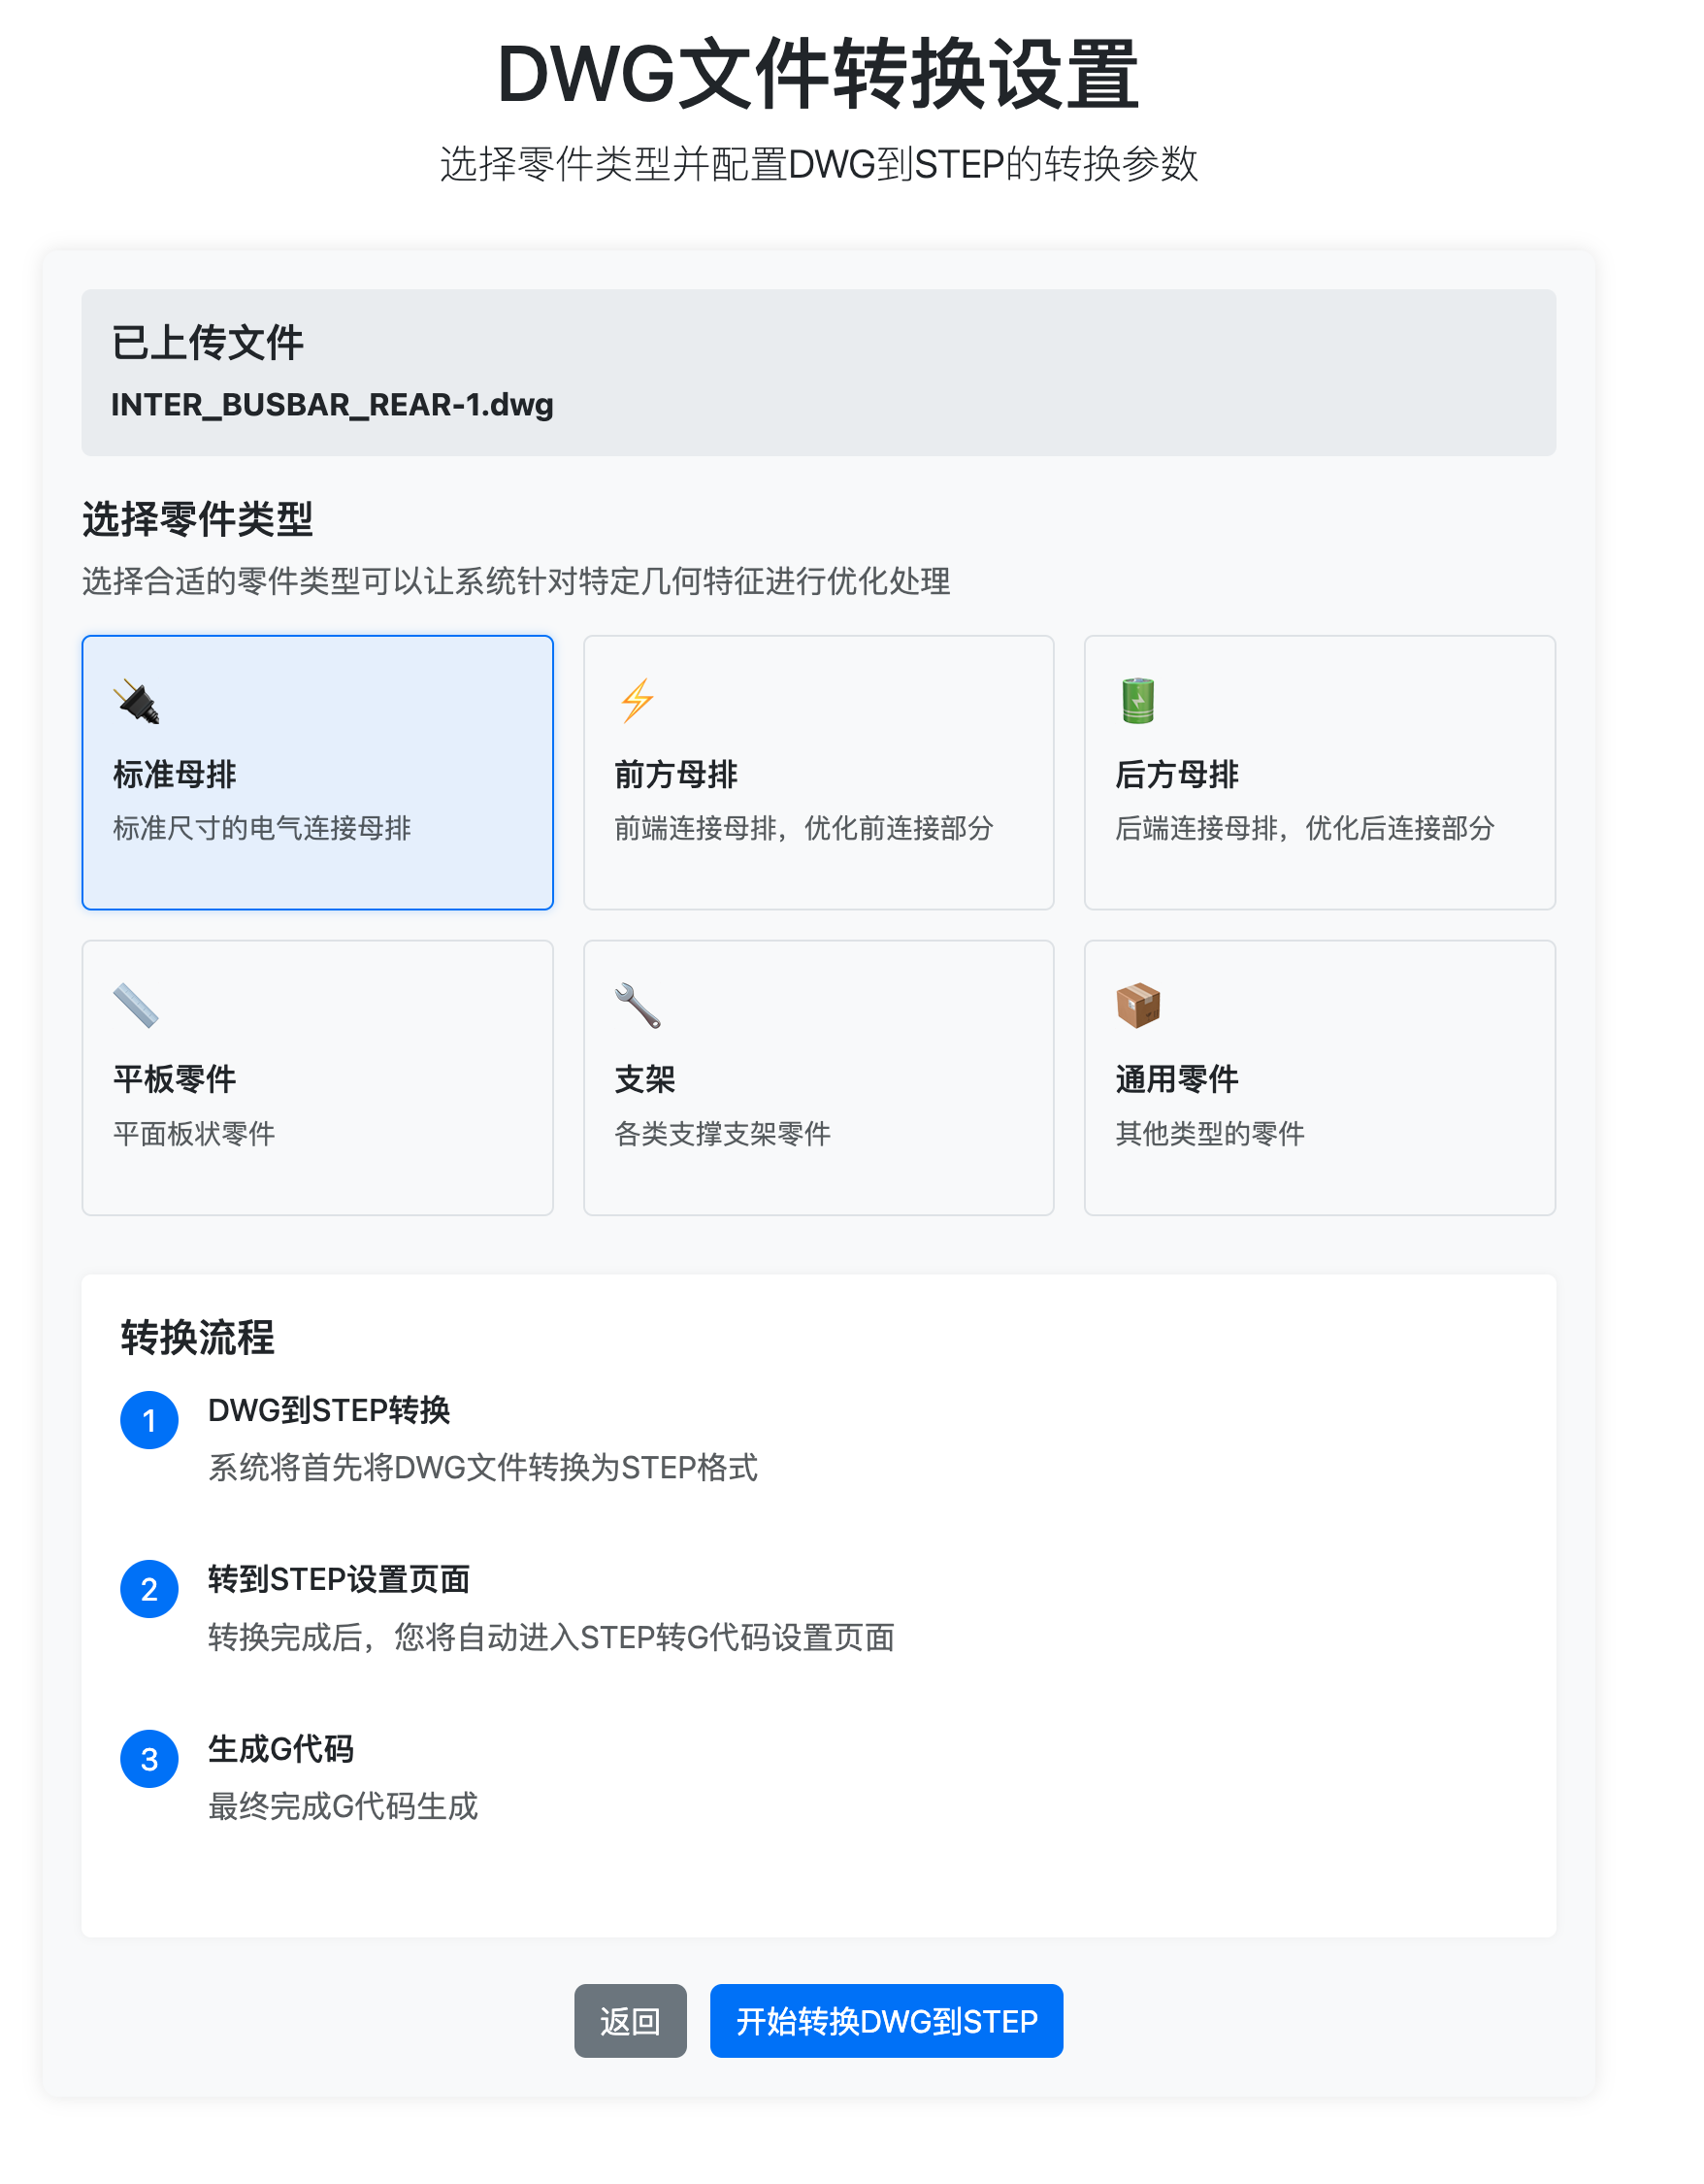 DWG文件转换设置
选择零件类型并配置DWG到STEP的转换参数
已上传文件
INTER_BUSBAR_REAR-1.dwg
选择零件类型
选择合适的零件类型可以让系统针对特定几何特征进行优化处理
标准母排
标准尺寸的电气连接母排
前方母排
前端连接母排，优化前连接部分
后方母排
后端连接母排，优化后连接部分
平板零件
平面板状零件
支架
各类支撑支架零件
通用零件
其他类型的零件
转换流程
1
DWG到STEP转换
系统将首先将DWG文件转换为STEP格式
2
转到STEP设置页面
转换完成后，您将自动进入STEP转G代码设置页面
3
生成G代码
最终完成G代码生成
返回
开始转换DWG到STEP